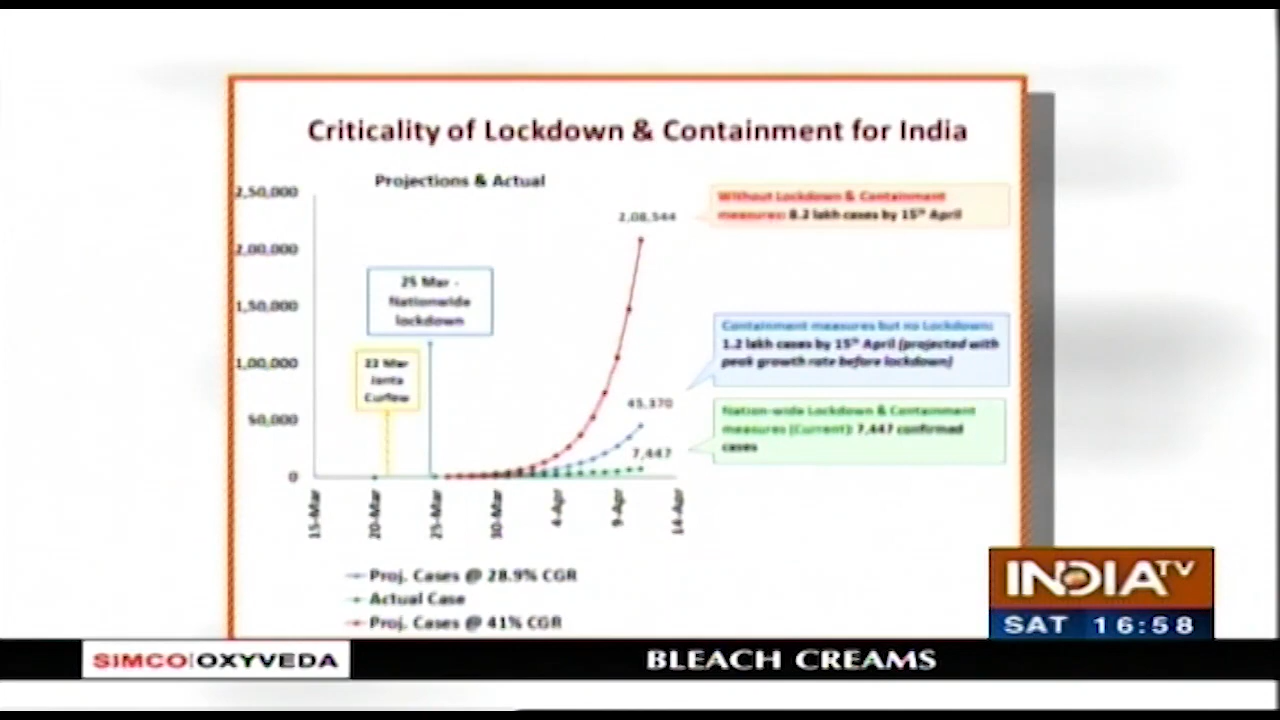 Criticality of Lockdown & Containment for India
Projections & Actual
2,50,000
2,00,000
1,50,000
1,00,000
50,000
0
2,08,544
45,370
7,447
25 Mar -
Nationwide
lockdown
22 Mar
Janta
Curfew
Without Lockdown & Containment
measures: 8.2 lakh cases by 15th April
Containment measures but no Lockdown:
1.2 lakh cases by 15th April (projected with
peak growth rate before lockdown)
Nation-wide Lockdown & Containment
measures (Current): 7,447 confirmed
cases
15-Mar
20-Mar
25-Mar
30-Mar
4-Apr
9-Apr
14-Apr
Proj. Cases @ 28.9% CGR
Actual Case
Proj. Cases @ 41% CGR
INDIA TV
SAT 16:58
SIMCO|OXYVEDA
BLEACH CREAMS